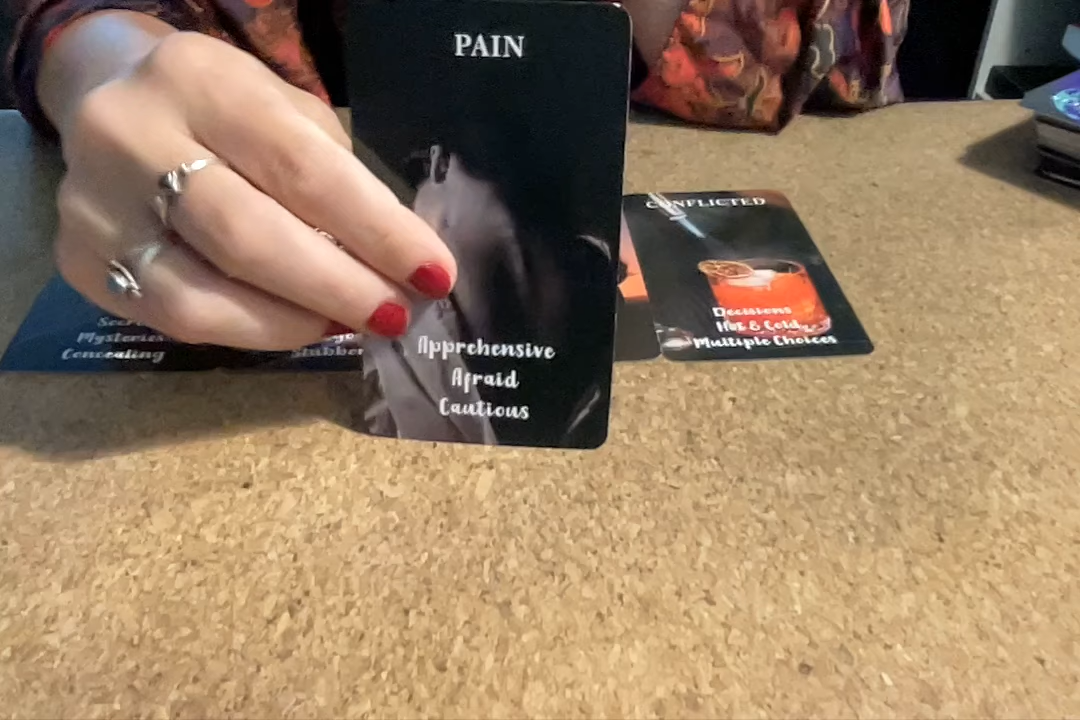 PAIN
Apprehensive
Afraid
Cautious
CONFLICTED
Decisions
Hot & Cold
Multiple Choices
Mysteries
Concealing